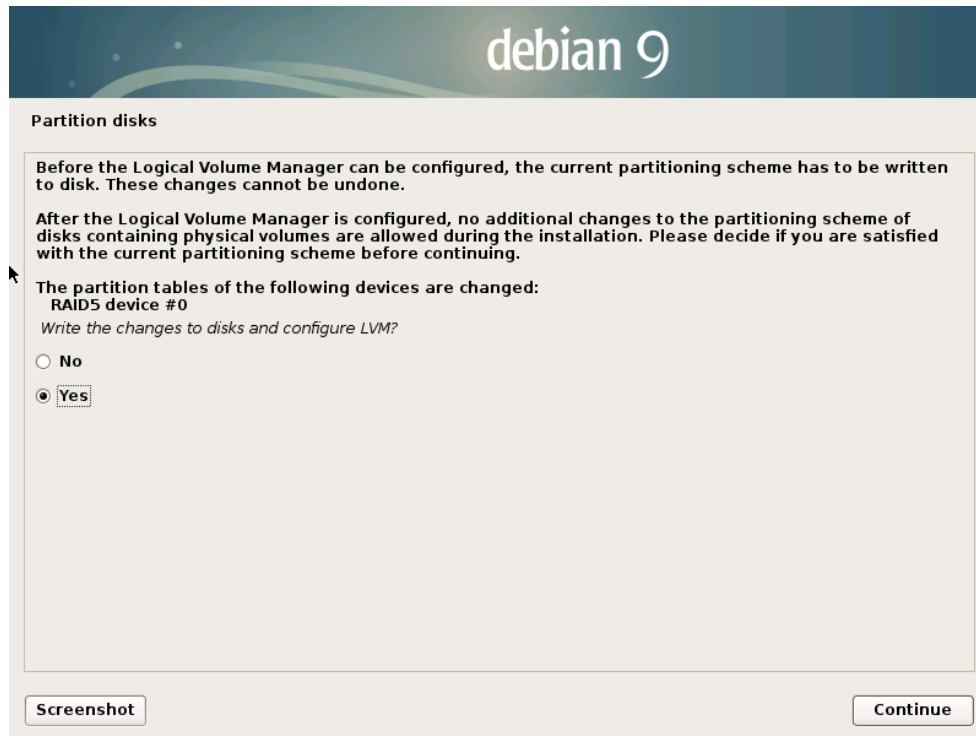 debian 9
Partition disks
Before the Logical Volume Manager can be configured, the current partitioning scheme has to be written
to disk. These changes cannot be undone.
After the Logical Volume Manager is configured, no additional changes to the partitioning scheme of
disks containing physical volumes are allowed during the installation. Please decide if you are satisfied
with the current partitioning scheme before continuing.
The partition tables of the following devices are changed:
RAID5 device #0
Write the changes to disks and configure LVM?
No
Yes
Screenshot
Continue